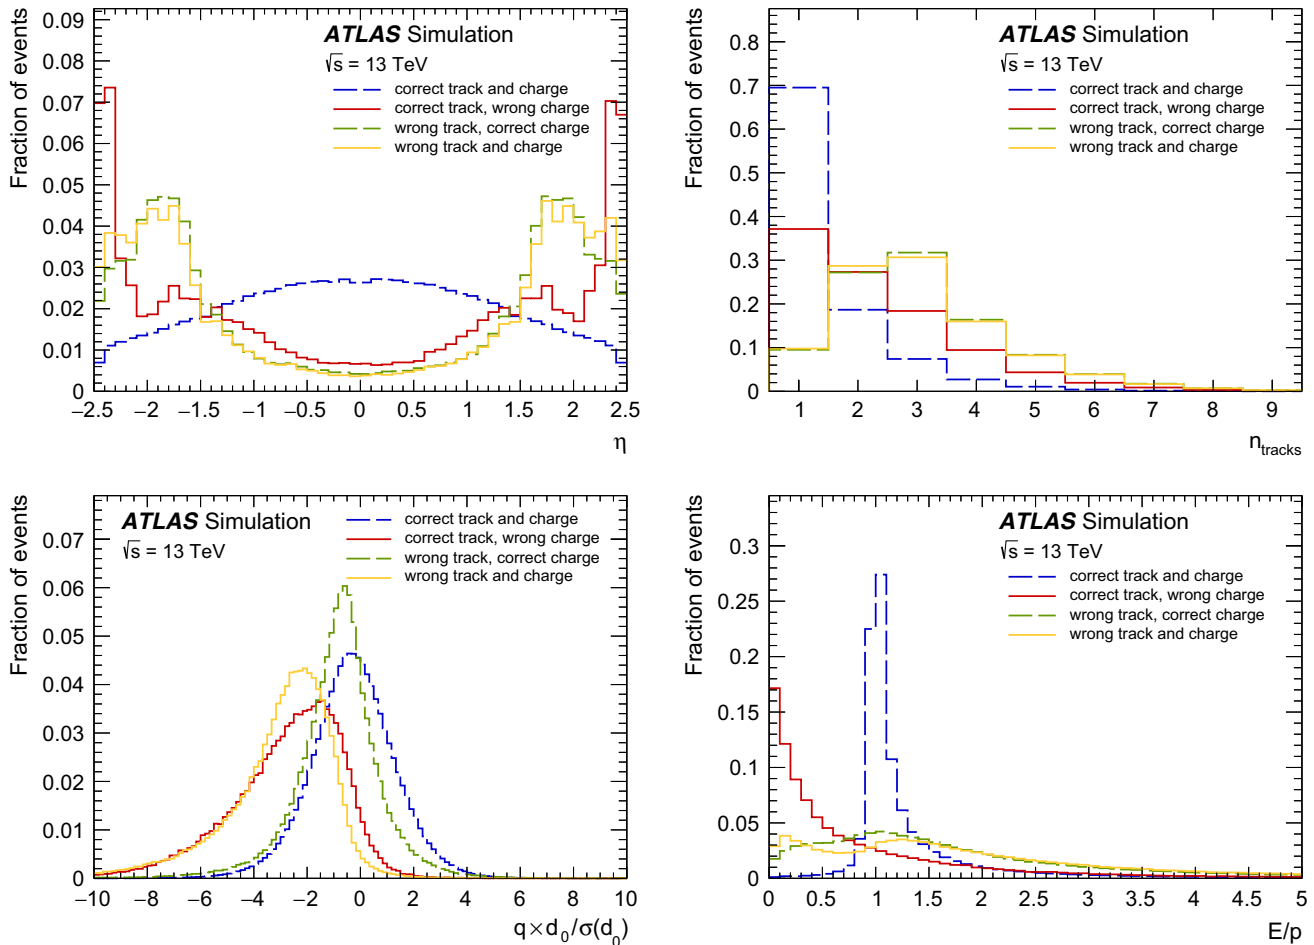 Fraction of events
0.09
0.08
0.07
0.06
0.05
0.04
0.03
0.02
0.01
0
ATLAS Simulation
√s = 13 TeV
correct track and charge
correct track, wrong charge
wrong track, correct charge
wrong track and charge
−2.5 −2 −1.5 −1 −0.5 0 0.5 1 1.5 2 2.5
η
Fraction of events
0.8
0.7
0.6
0.5
0.4
0.3
0.2
0.1
0
ATLAS Simulation
√s = 13 TeV
correct track and charge
correct track, wrong charge
wrong track, correct charge
wrong track and charge
1 2 3 4 5 6 7 8 9
n_tracks
Fraction of events
0.07
0.06
0.05
0.04
0.03
0.02
0.01
0.00
ATLAS Simulation
√s = 13 TeV
correct track and charge
correct track, wrong charge
wrong track, correct charge
wrong track and charge
−10 −8 −6 −4 −2 0 2 4 6 8 10
q×d_0/σ(d_0)
Fraction of events
0.3
0.25
0.2
0.15
0.1
0.05
0
ATLAS Simulation
√s = 13 TeV
correct track and charge
correct track, wrong charge
wrong track, correct charge
wrong track and charge
0 0.5 1 1.5 2 2.5 3 3.5 4 4.5 5
E/p